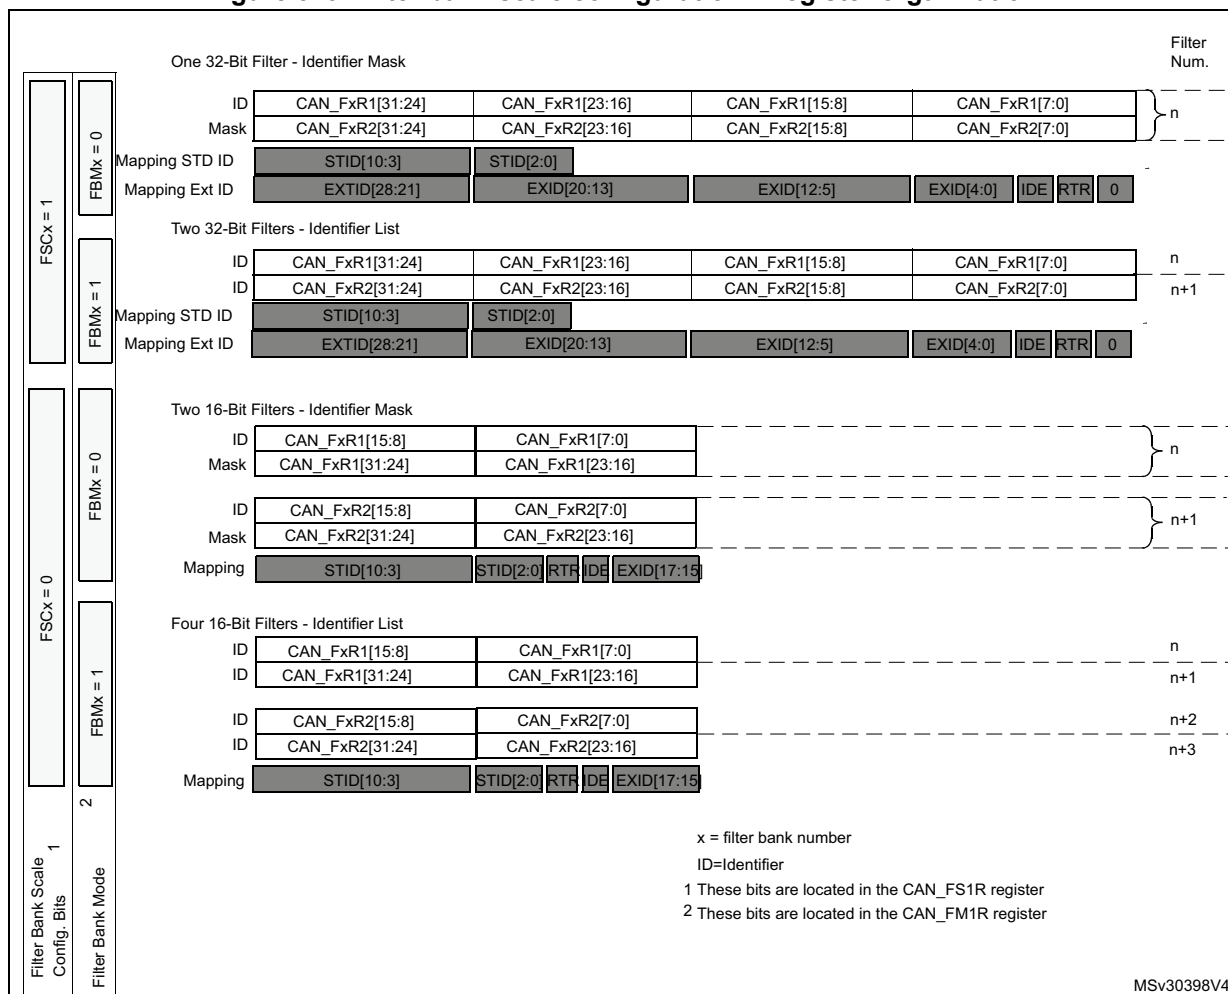 One 32-Bit Filter - Identifier Mask
Filter
Num.
ID CAN_FxR1[31:24] CAN_FxR1[23:16] CAN_FxR1[15:8] CAN_FxR1[7:0] n
Mask CAN_FxR2[31:24] CAN_FxR2[23:16] CAN_FxR2[15:8] CAN_FxR2[7:0]
Mapping STD ID STID[10:3] STID[2:0]
Mapping Ext ID EXTID[28:21] EXID[20:13] EXID[12:5] EXID[4:0] IDE RTR 0
FBMx = 0
FSCx = 1
Two 32-Bit Filters - Identifier List
ID CAN_FxR1[31:24] CAN_FxR1[23:16] CAN_FxR1[15:8] CAN_FxR1[7:0] n
ID CAN_FxR2[31:24] CAN_FxR2[23:16] CAN_FxR2[15:8] CAN_FxR2[7:0] n+1
Mapping STD ID STID[10:3] STID[2:0]
Mapping Ext ID EXTID[28:21] EXID[20:13] EXID[12:5] EXID[4:0] IDE RTR 0
FBMx = 1
Two 16-Bit Filters - Identifier Mask
ID CAN_FxR1[15:8] CAN_FxR1[7:0] n
Mask CAN_FxR1[31:24] CAN_FxR1[23:16]
ID CAN_FxR2[15:8] CAN_FxR2[7:0] n+1
Mask CAN_FxR2[31:24] CAN_FxR2[23:16]
Mapping STID[10:3] STID[2:0] RTR IDE EXID[17:15]
FBMx = 0
FSCx = 0
Four 16-Bit Filters - Identifier List
ID CAN_FxR1[15:8] CAN_FxR1[7:0] n
ID CAN_FxR1[31:24] CAN_FxR1[23:16] n+1
ID CAN_FxR2[15:8] CAN_FxR2[7:0] n+2
ID CAN_FxR2[31:24] CAN_FxR2[23:16] n+3
Mapping STID[10:3] STID[2:0] RTR IDE EXID[17:15]
FBMx = 1
Filter Bank Scale
Config. Bits 1
Filter Bank Mode 2
x = filter bank number
ID=Identifier
1 These bits are located in the CAN_FS1R register
2 These bits are located in the CAN_FM1R register
MSv30398V4